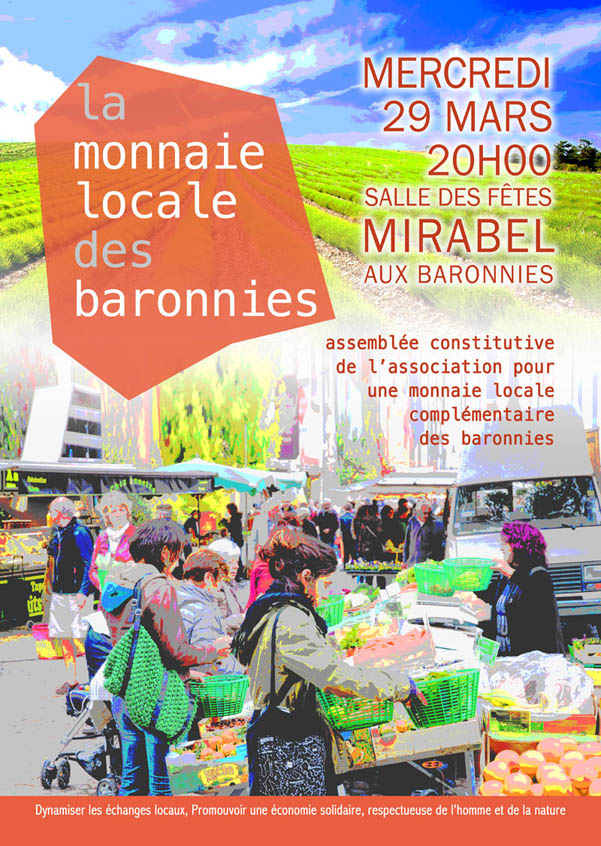 la
monnaie
locale
des
baronnies
MERCREDI
29 MARS
20H00
SALLE DES FÊTES
MIRABEL
AUX BARONNIES
assemblée constitutive
de l’association pour
une monnaie locale
complémentaire
des baronnies
Dynamiser les échanges locaux, Promouvoir une économie solidaire, respectueuse de l’homme et de la nature